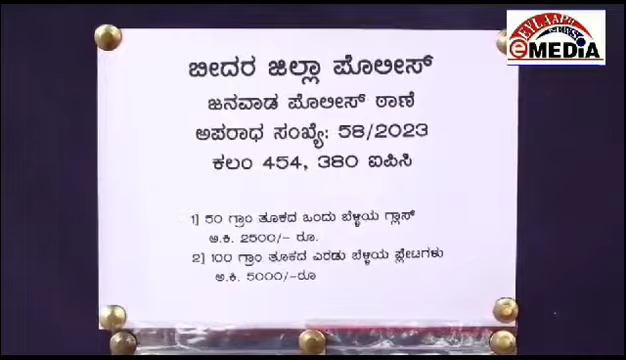 EYLAAPH
eMEDIA
ಬೀದರ ಜಿಲ್ಲಾ ಪೊಲೀಸ್
ಜನವಾಡ ಪೊಲೀಸ್ ಠಾಣೆ
ಅಪರಾಧ ಸಂಖ್ಯೆ: 58/2023
ಕಲಂ 454, 380 ಐಪಿಸಿ
1] 50 ಗ್ರಾಂ ತೂಕದ ಒಂದು ಬೆಳ್ಳಿಯ ಗ್ಲಾಸ್
ಅ.ಕಿ. 2500/- ರೂ.
2] 100 ಗ್ರಾಂ ತೂಕದ ಎರಡು ಬೆಳ್ಳಿಯ ಪ್ಲೇಟಗಳು
ಅ.ಕಿ. 5000/-ರೂ